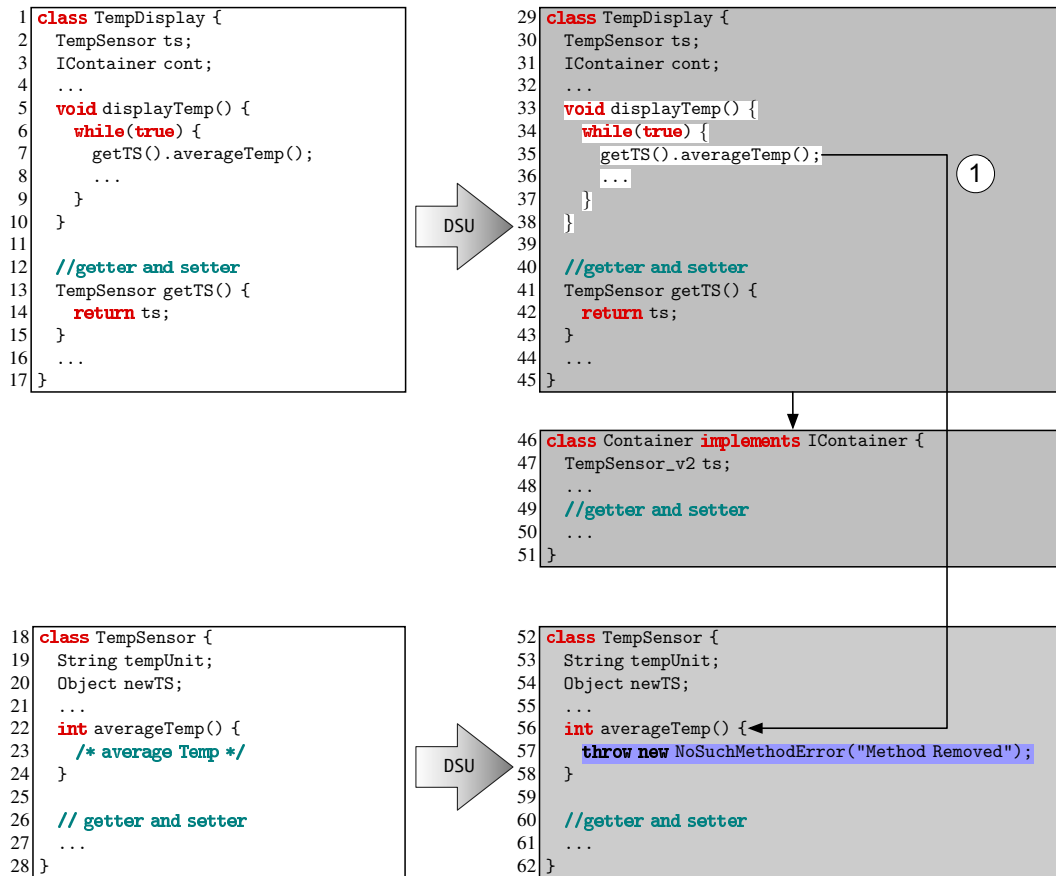 1 class TempDisplay {
2 TempSensor ts;
3 IContainer cont;
4 ...
5 void displayTemp() {
6 while(true) {
7 getTS().averageTemp();
8 ...
9 }
10 }
11
12 //getter and setter
13 TempSensor getTS() {
14 return ts;
15 }
16 ...
17 }
DSU
29 class TempDisplay {
30 TempSensor ts;
31 IContainer cont;
32 ...
33 void displayTemp() {
34 while(true) {
35 getTS().averageTemp();
36 ...
37 }
38 }
39
40 //getter and setter
41 TempSensor getTS() {
42 return ts;
43 }
44 ...
45 }
1
46 class Container implements IContainer {
47 TempSensor_v2 ts;
48 ...
49 //getter and setter
50 ...
51 }
18 class TempSensor {
19 String tempUnit;
20 Object newTS;
21 ...
22 int averageTemp() {
23 /* average Temp */
24 }
25
26 // getter and setter
27 ...
28 }
DSU
52 class TempSensor {
53 String tempUnit;
54 Object newTS;
55 ...
56 int averageTemp() {
57 throw new NoSuchMethodError("Method Removed");
58 }
59
60 //getter and setter
61 ...
62 }